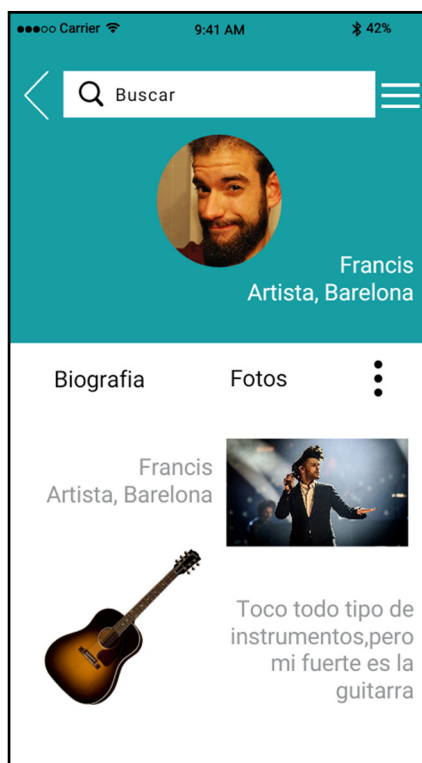 ●●●○○ Carrier 9:41 AM 42%
Buscar
Francis
Artista, Barelona
Biografia Fotos
Francis
Artista, Barelona
Toco todo tipo de
instrumentos,pero
mi fuerte es la
guitarra